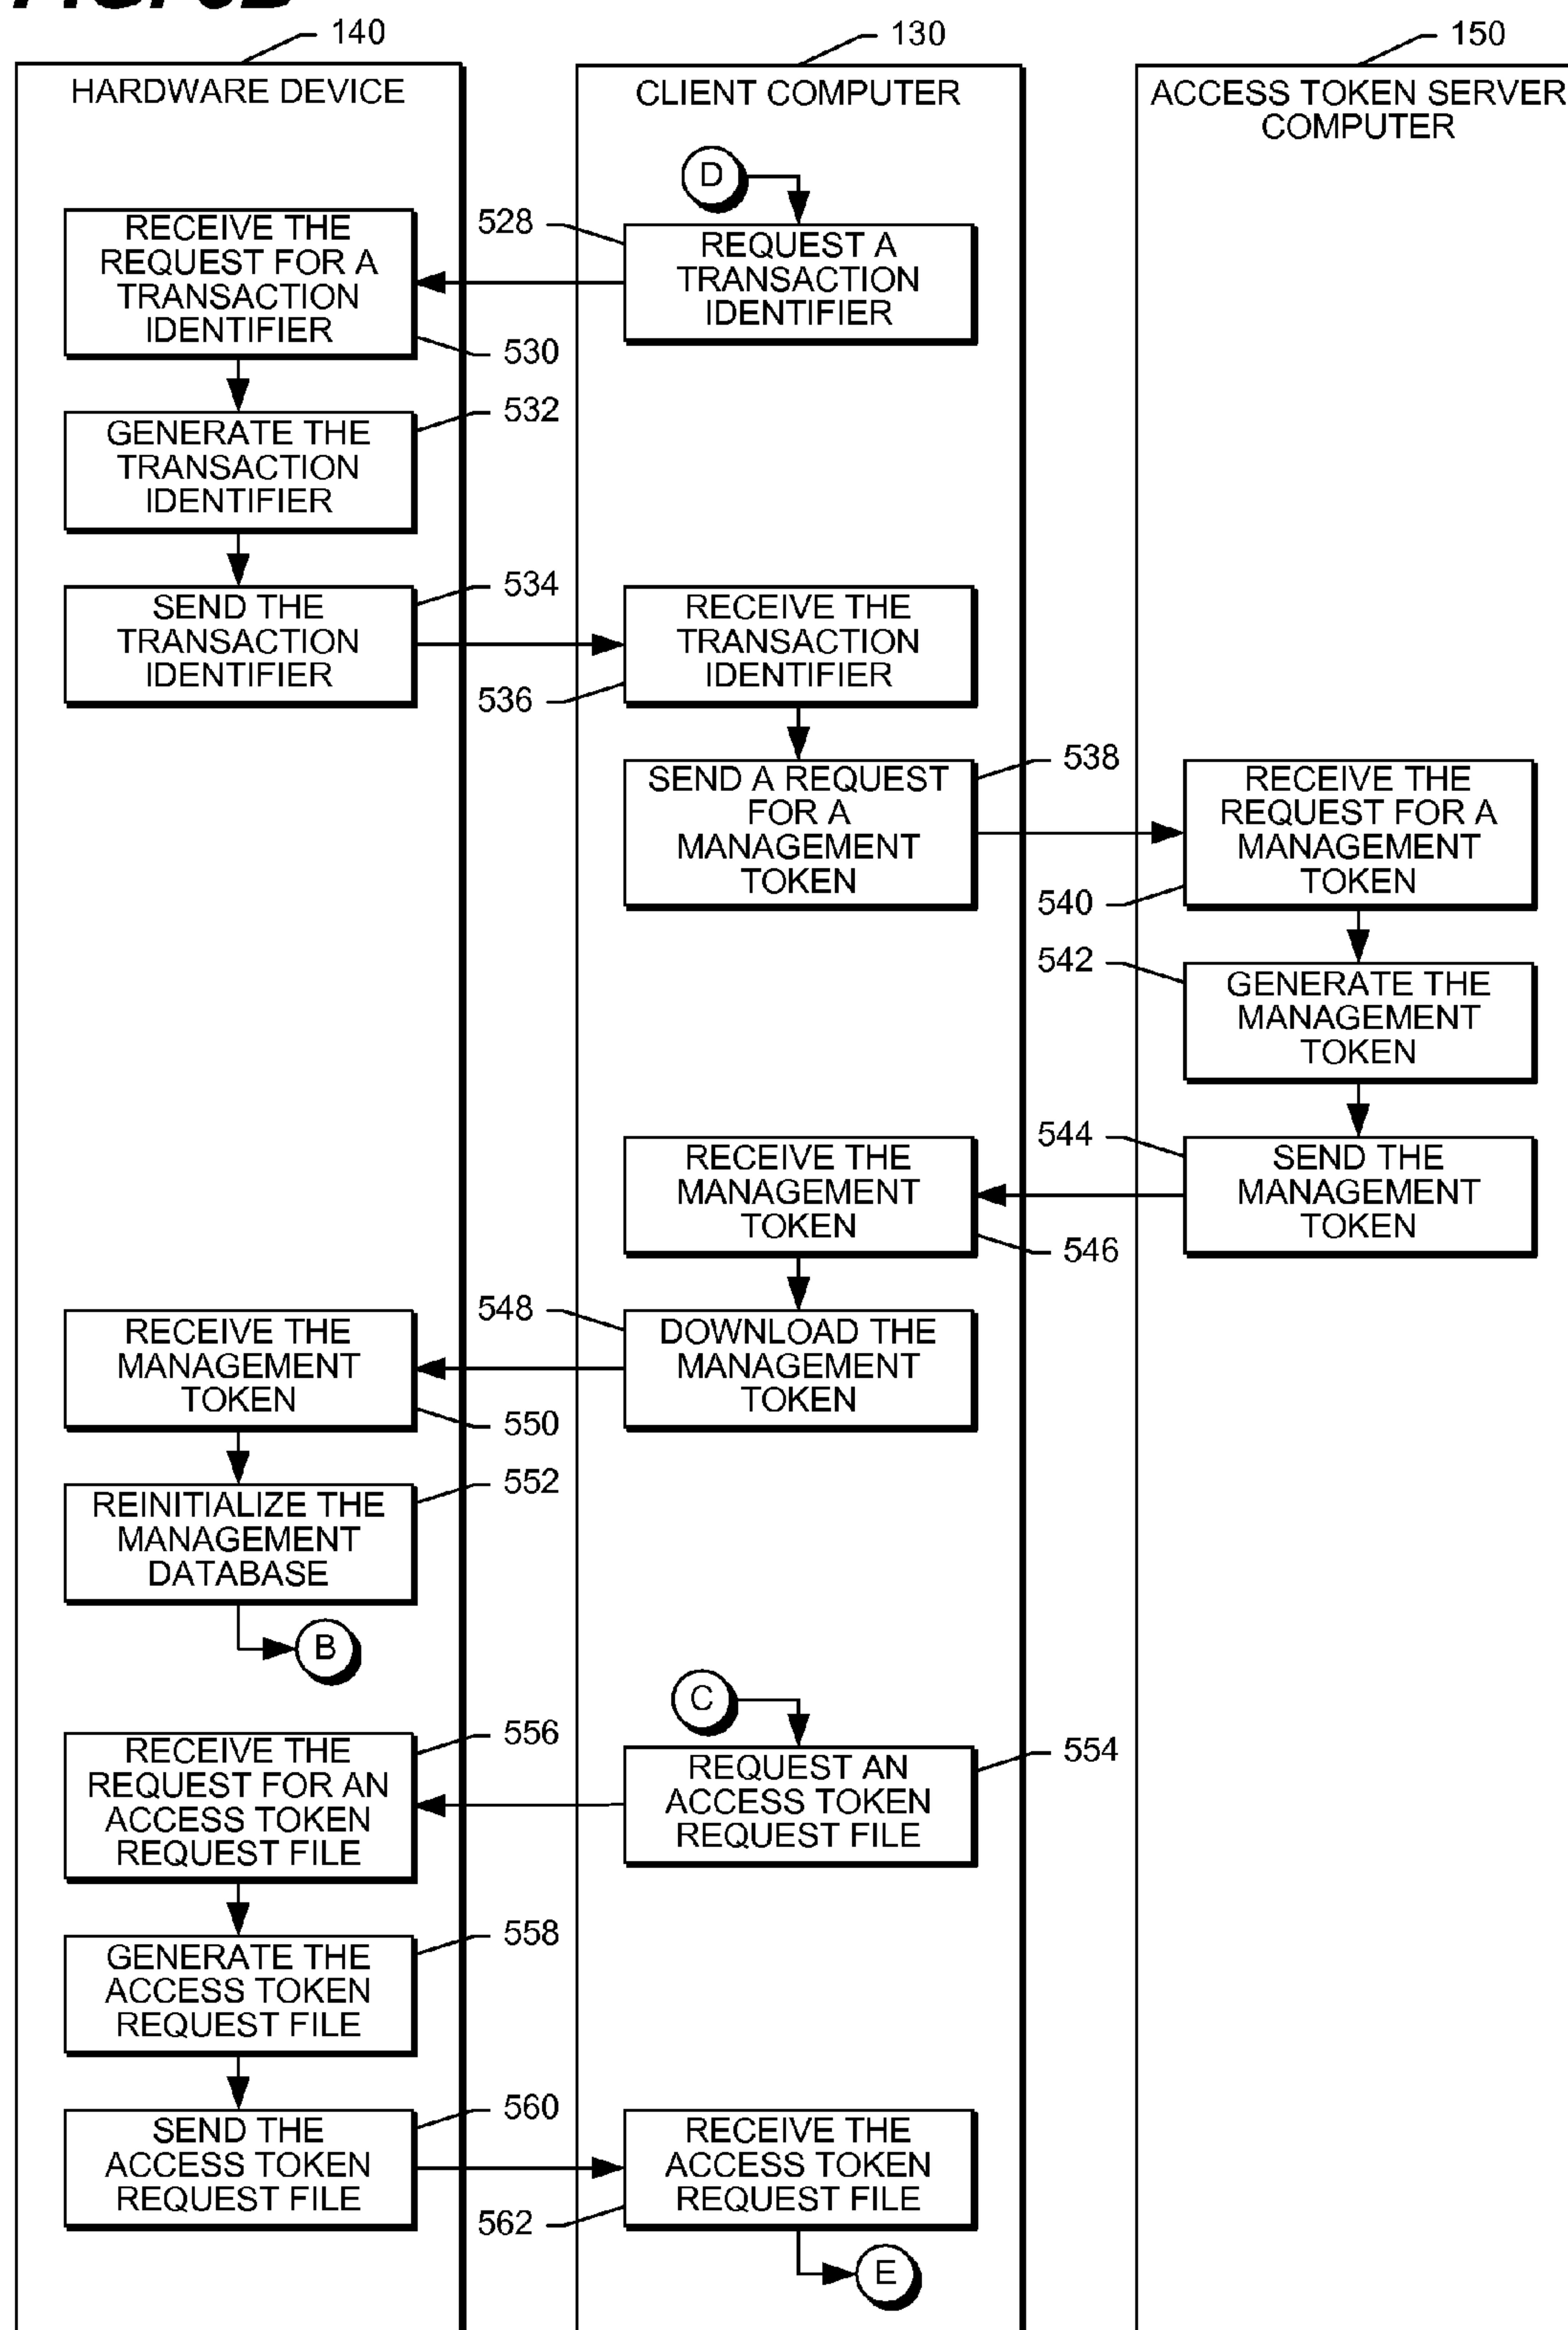 140
130
150
HARDWARE DEVICE
CLIENT COMPUTER
ACCESS TOKEN SERVER
COMPUTER
D
RECEIVE THE
REQUEST FOR A
TRANSACTION
IDENTIFIER
528
REQUEST A
TRANSACTION
IDENTIFIER
530
GENERATE THE
TRANSACTION
IDENTIFIER
532
SEND THE
TRANSACTION
IDENTIFIER
534
RECEIVE THE
TRANSACTION
IDENTIFIER
536
SEND A REQUEST
FOR A
MANAGEMENT
TOKEN
538
RECEIVE THE
REQUEST FOR A
MANAGEMENT
TOKEN
540
542
GENERATE THE
MANAGEMENT
TOKEN
544
SEND THE
MANAGEMENT
TOKEN
RECEIVE THE
MANAGEMENT
TOKEN
546
548
DOWNLOAD THE
MANAGEMENT
TOKEN
RECEIVE THE
MANAGEMENT
TOKEN
550
REINITIALIZE THE
MANAGEMENT
DATABASE
552
B
C
556
RECEIVE THE
REQUEST FOR AN
ACCESS TOKEN
REQUEST FILE
REQUEST AN
ACCESS TOKEN
REQUEST FILE
554
GENERATE THE
ACCESS TOKEN
REQUEST FILE
558
SEND THE
ACCESS TOKEN
REQUEST FILE
560
RECEIVE THE
ACCESS TOKEN
REQUEST FILE
562
E